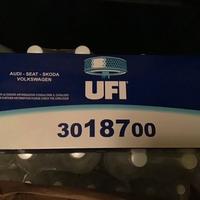 AUDI - SEAT - SKODA
VOLKSWAGEN
UFI
3018700